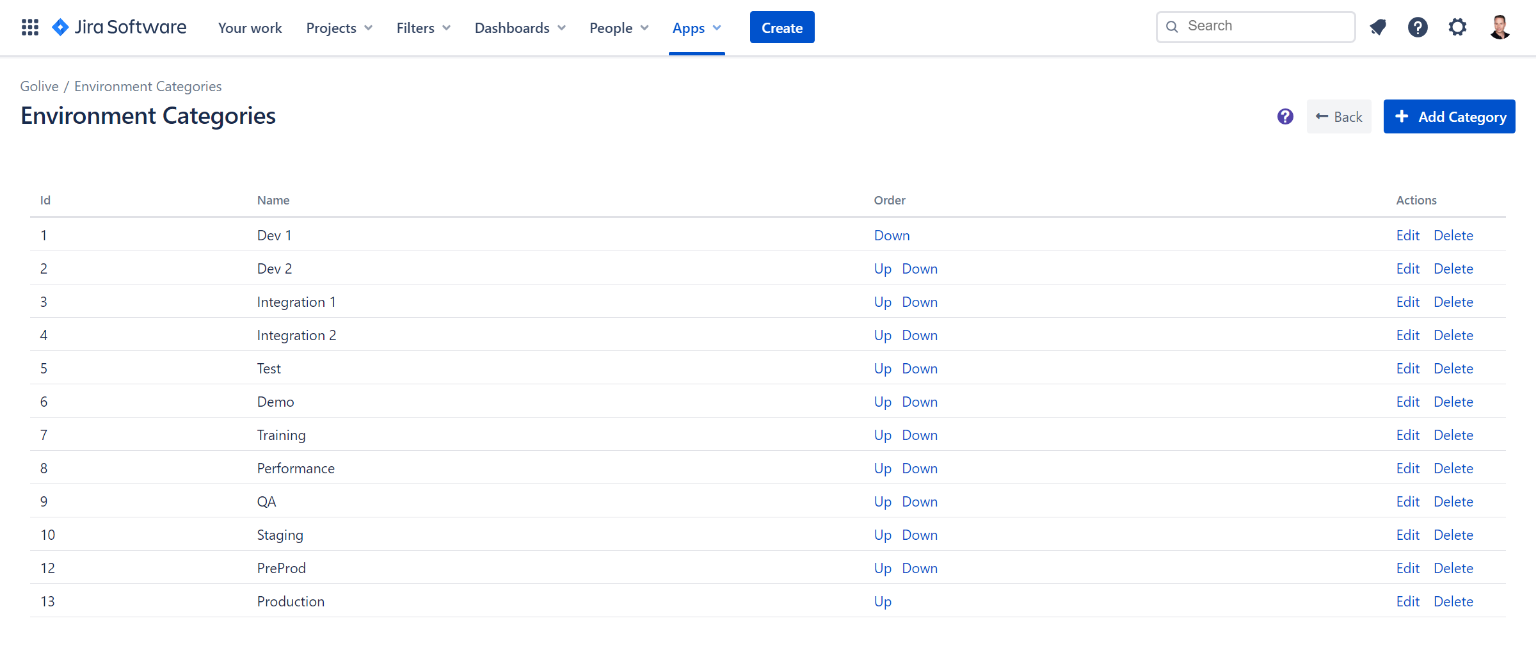 Jira Software Your work Projects Filters Dashboards People Apps Create Search
Golive / Environment Categories
Environment Categories
? Back + Add Category
Id Name Order Actions
1 Dev 1 Down Edit Delete
2 Dev 2 Up Down Edit Delete
3 Integration 1 Up Down Edit Delete
4 Integration 2 Up Down Edit Delete
5 Test Up Down Edit Delete
6 Demo Up Down Edit Delete
7 Training Up Down Edit Delete
8 Performance Up Down Edit Delete
9 QA Up Down Edit Delete
10 Staging Up Down Edit Delete
12 PreProd Up Down Edit Delete
13 Production Up Edit Delete